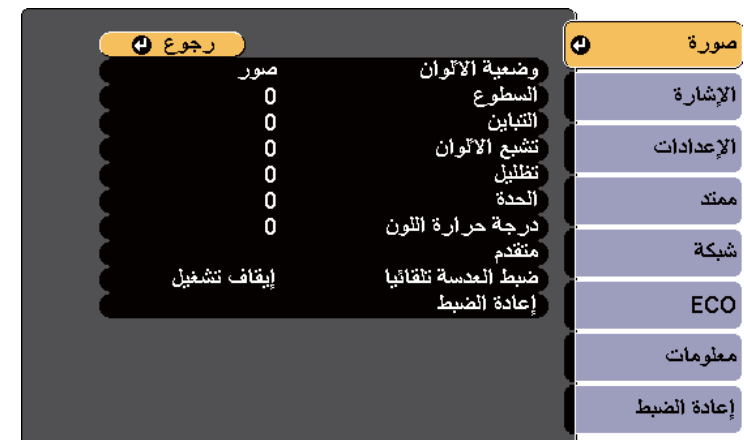 صورة
الإشارة
الإعدادات
ممتد
شبكة
ECO
معلومات
إعادة الضبط
رجوع
وضعية الألوان صور
السطوع 0
التباين 0
تشبع الألوان 0
تظليل 0
الحدة 0
درجة حرارة اللون 0
متقدم
ضبط العدسة تلقائيا إيقاف تشغيل
إعادة الضبط